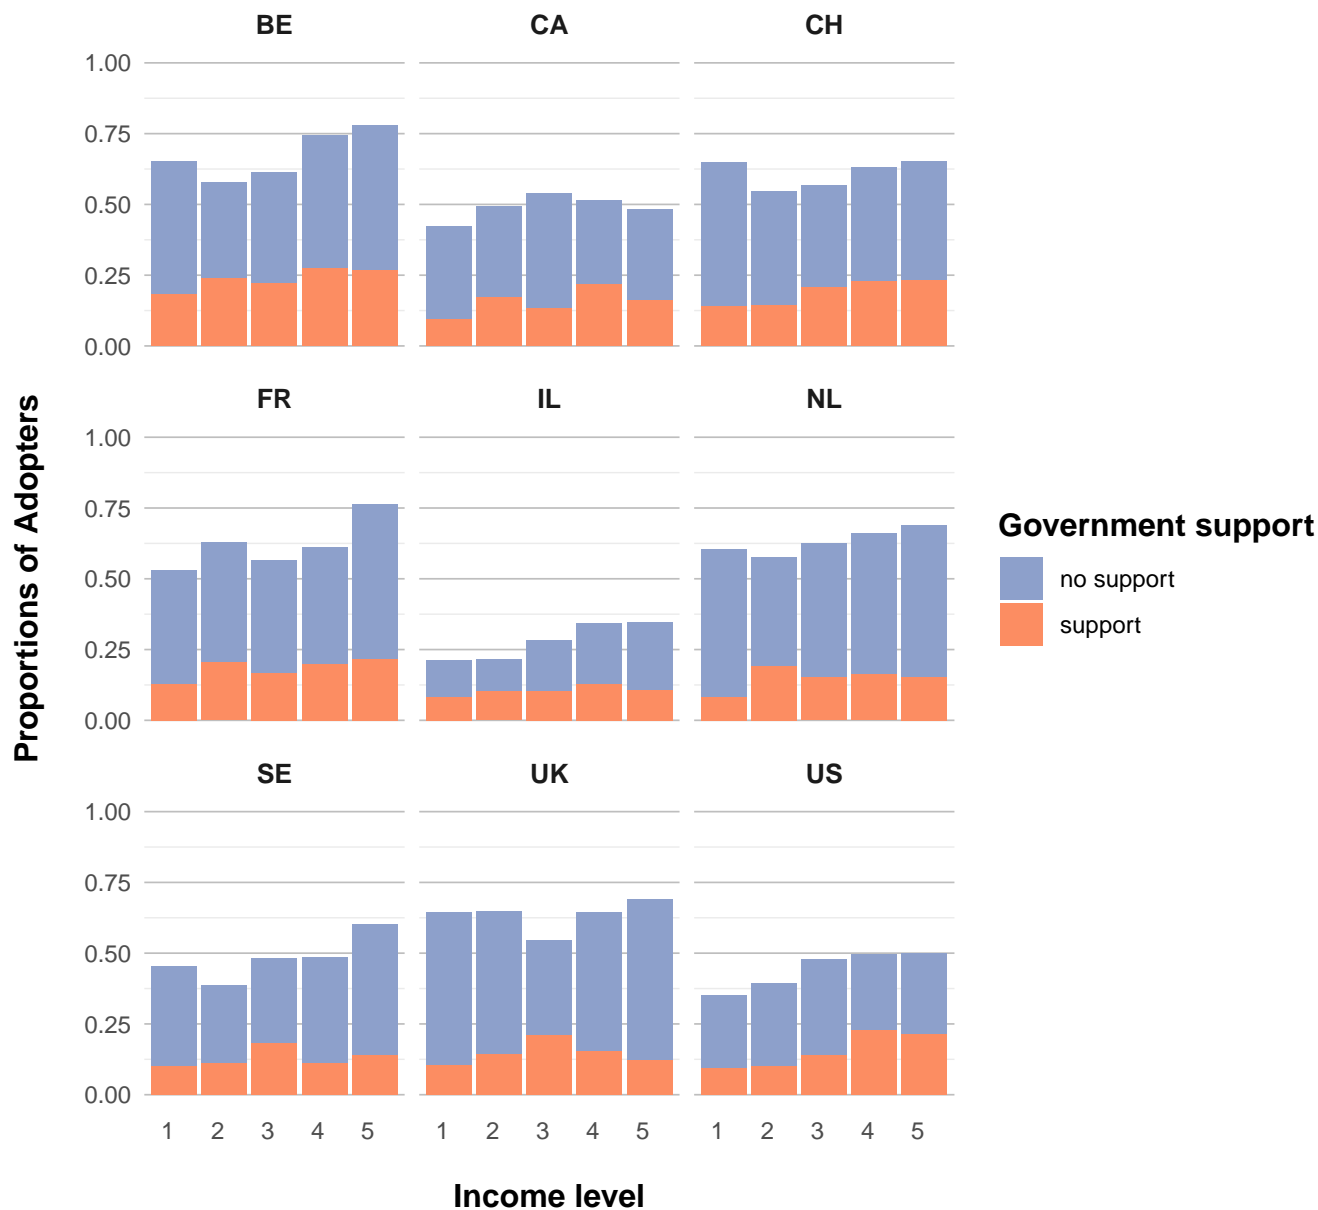 BE CA CH
1.00
0.75
0.50
0.25
0.00
FR IL NL
1.00
0.75
0.50
0.25
0.00
SE UK US
1.00
0.75
0.50
0.25
0.00
1 2 3 4 5 1 2 3 4 5 1 2 3 4 5
Income level
Proportions of Adopters
Government support
no support
support